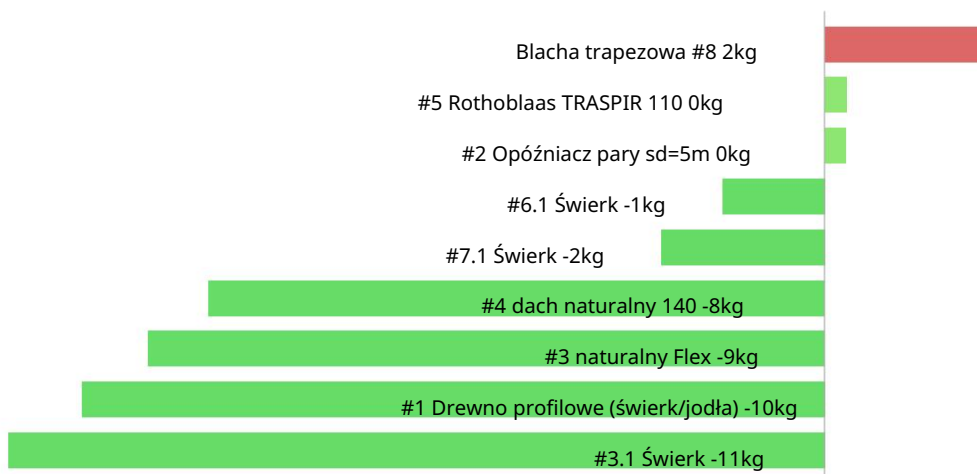 Blacha trapezowa #8 2kg
#5 Rothoblaas TRASPIR 110 0kg
#2 Opóźniacz pary sd=5m 0kg
#6.1 Świerk -1kg
#7.1 Świerk -2kg
#4 dach naturalny 140 -8kg
#3 naturalny Flex -9kg
#1 Drewno profilowe (świerk/jodła) -10kg
#3.1 Świerk -11kg